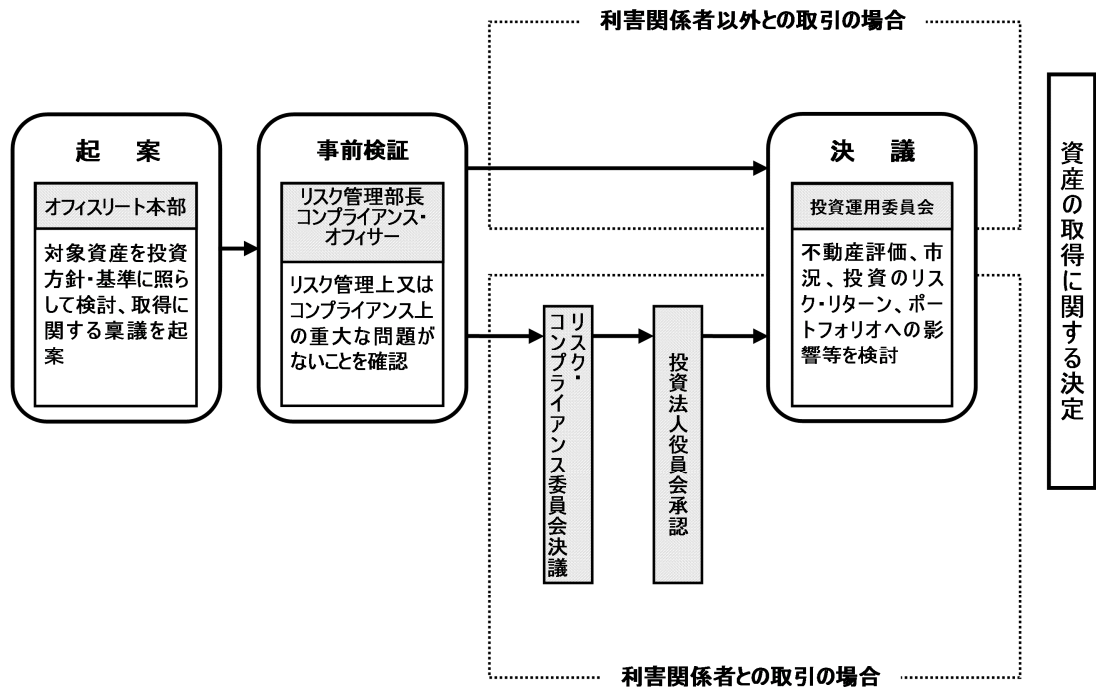 利害関係者以外との取引の場合
起　案
オフィスリート本部
対象資産を投資
方針・基準に照ら
して検討、取得に
関する稟議を起
案
事前検証
リスク管理部長
コンプライアンス・
オフィサー
リスク管理上又は
コンプライアンス上
の重大な問題が
ないことを確認
リスク・
コンプライアンス委員会決議
投資法人役員会承認
決　議
投資運用委員会
不動産評価、市
況、投資のリス
ク・リターン、ポー
トフォリオへの影
響等を検討
資産の取得に関する決定
利害関係者との取引の場合